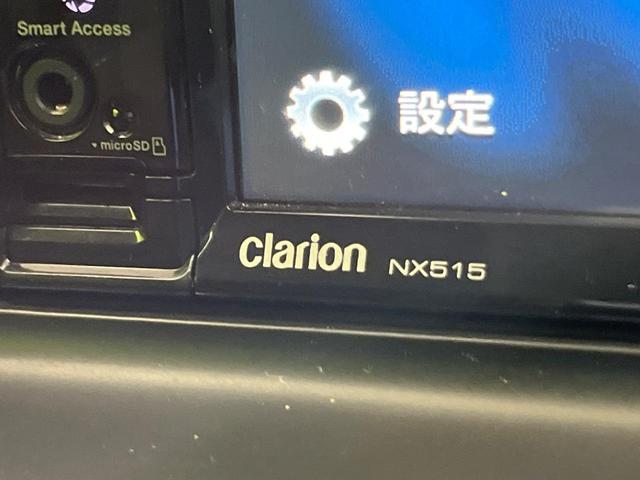 Smart Access
microSD
設定
clarion NX515